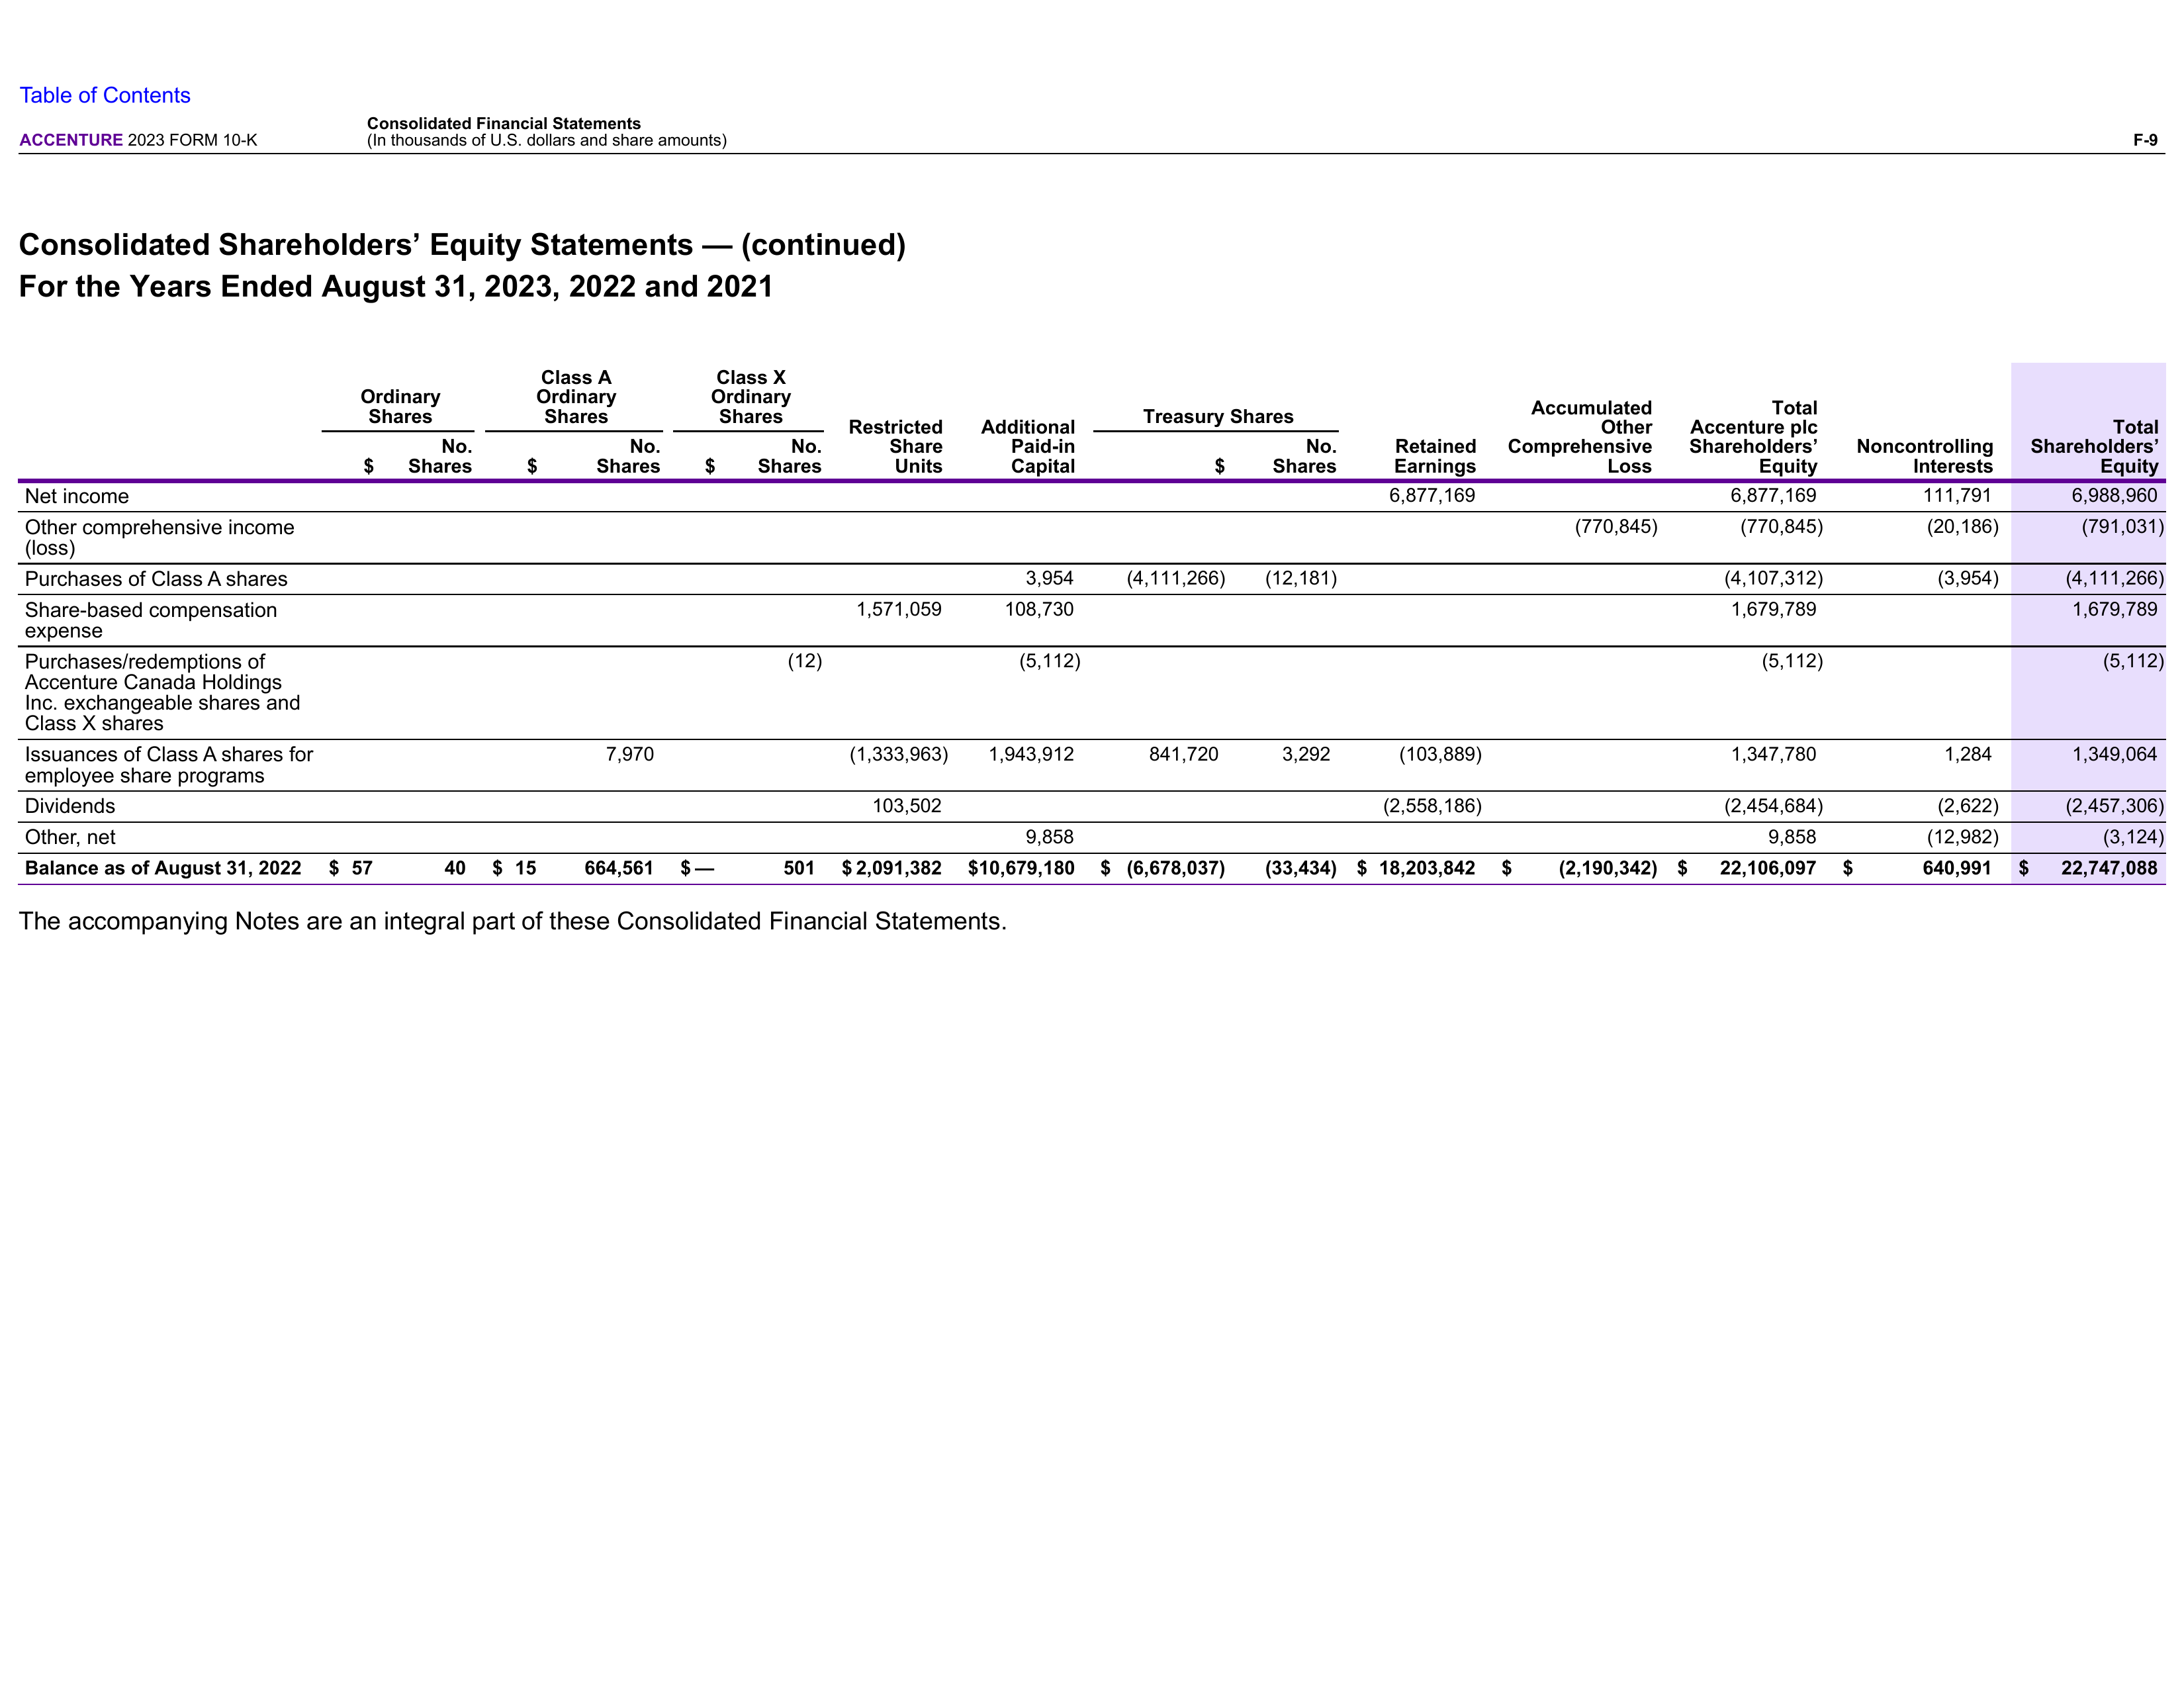 Table of Contents
Consolidated Financial Statements
ACCENTURE 2023 FORM 10-K (In thousands of U.S. dollars and share amounts) F-9
Consolidated Shareholders’ Equity Statements — (continued)
For the Years Ended August 31, 2023, 2022 and 2021
Ordinary Shares Class A Ordinary Shares Class X Ordinary Shares Restricted Share Units Additional Paid-in Capital Treasury Shares Retained Earnings Accumulated Other Comprehensive Loss Total Accenture plc Shareholders’ Equity Noncontrolling Interests Total Shareholders’ Equity
$ No. Shares $ No. Shares $ No. Shares $ No. Shares
Net income 6,877,169 6,877,169 111,791 6,988,960
Other comprehensive income (770,845) (770,845) (20,186) (791,031)
(loss)
Purchases of Class A shares 3,954 (4,111,266) (12,181) (4,107,312) (3,954) (4,111,266)
Share-based compensation 1,571,059 108,730 1,679,789 1,679,789
expense
Purchases/redemptions of (12) (5,112) (5,112) (5,112)
Accenture Canada Holdings
Inc. exchangeable shares and
Class X shares
Issuances of Class A shares for 7,970 (1,333,963) 1,943,912 841,720 3,292 (103,889) 1,347,780 1,284 1,349,064
employee share programs
Dividends 103,502 (2,558,186) (2,454,684) (2,622) (2,457,306)
Other, net 9,858 9,858 (12,982) (3,124)
Balance as of August 31, 2022 $ 57 40 $ 15 664,561 $ — 501 $ 2,091,382 $10,679,180 $ (6,678,037) (33,434) $ 18,203,842 $ (2,190,342) $ 22,106,097 $ 640,991 $ 22,747,088
The accompanying Notes are an integral part of these Consolidated Financial Statements.